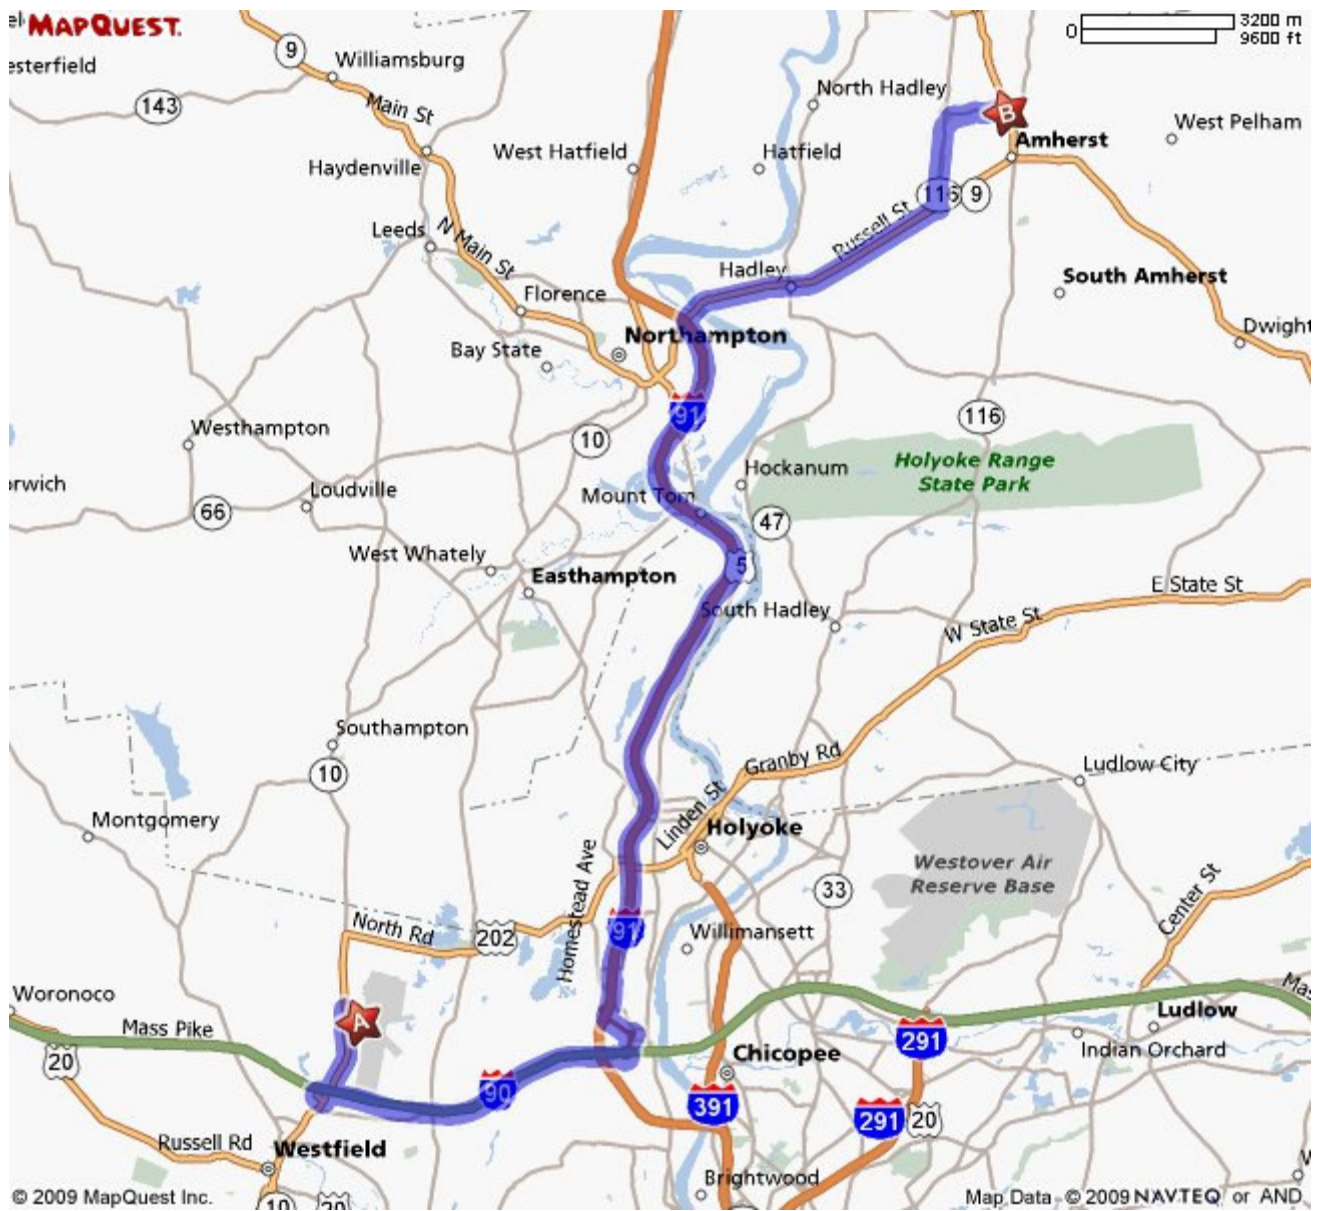 MAPQUEST.
3200 m
0
9600 ft
9
Williamsburg
esterfield
143
Main St
North Hadley
B
West Pelham
Amherst
West Hatfield
Hatfield
Haydenville
116
9
Leeds
N Main St
Russell St
Hadley
South Amherst
Florence
Northampton
Dwight
Bay State
91
116
Westhampton
10
Hockanum
Holyoke Range
State Park
orwich
Loudville
Mount Tom
66
47
West Whately
5
Easthampton
E State St
South Hadley
W State St
Southampton
Granby Rd
Ludlow City
10
Linden St
Montgomery
Holyoke
Homestead Ave
Westover Air
Reserve Base
33
Center St
North Rd
202
91
Willimansett
Woronoco
A
Mass Pike
Mas
Ludlow
20
291
Indian Orchard
Chicopee
90
391
291
20
Russell Rd
Westfield
Brightwood
© 2009 MapQuest Inc.
10
20
Map Data © 2009 NAVTEQ or AND